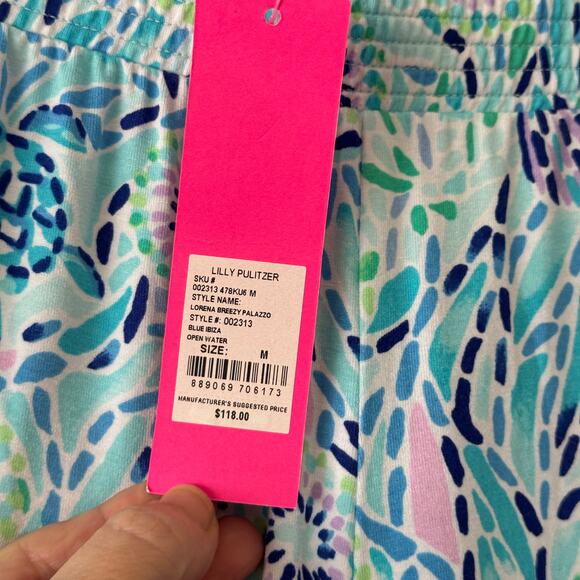 LILLY PULITZER
SKU #
002313 478KU6 M
STYLE NAME:
LORENA BREEZY PALAZZO
STYLE #: 002313
BLUE IBIZA
OPEN WATER
SIZE: M
889069 706173
MANUFACTURER'S SUGGESTED PRICE
$118.00